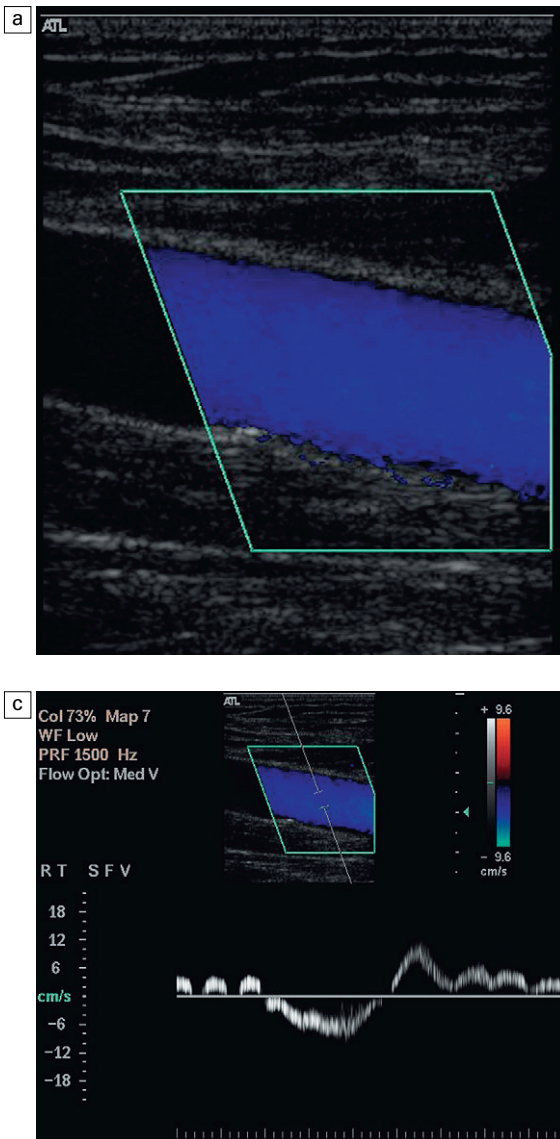 a
ATL
c
Col 73% Map 7
WF Low
PRF 1500 Hz
Flow Opt: Med V
ATL
+ 9.6
- 9.6
cm/s
RT SFV
18
12
6
cm/s
-6
-12
-18